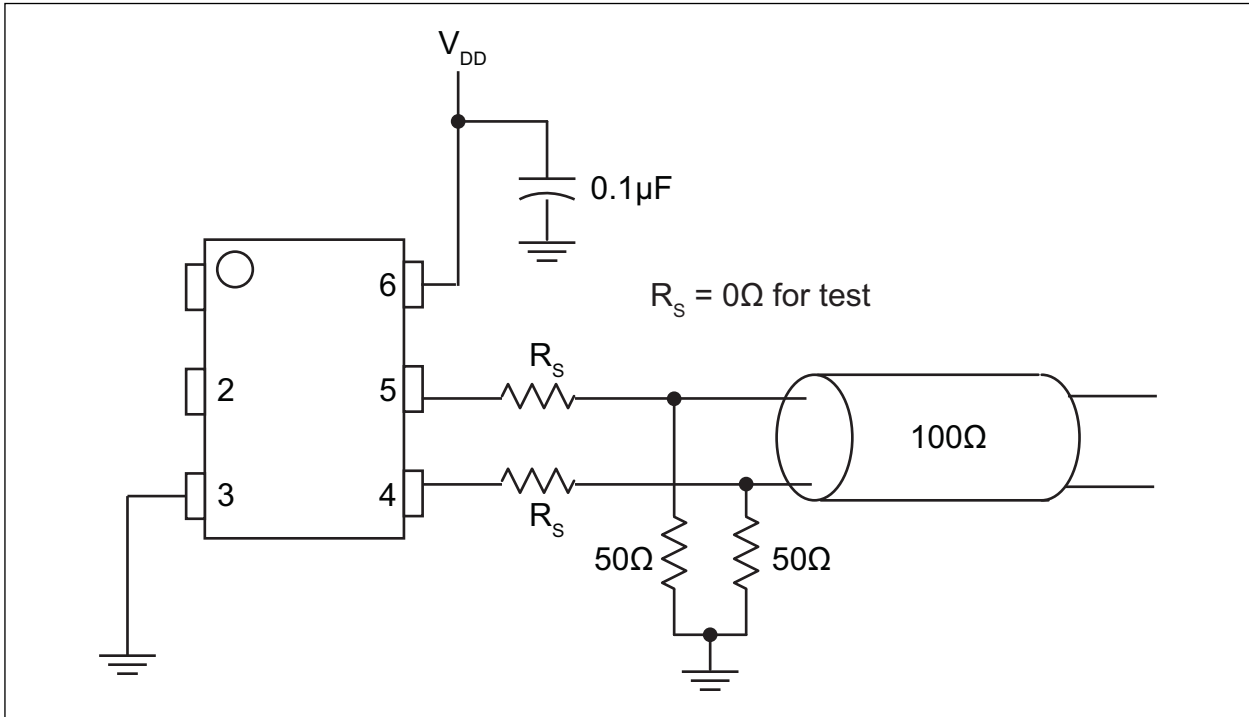 V_DD
0.1µF
6
R_S = 0Ω for test
R_S
2
5
100Ω
3
4
R_S
50Ω
50Ω